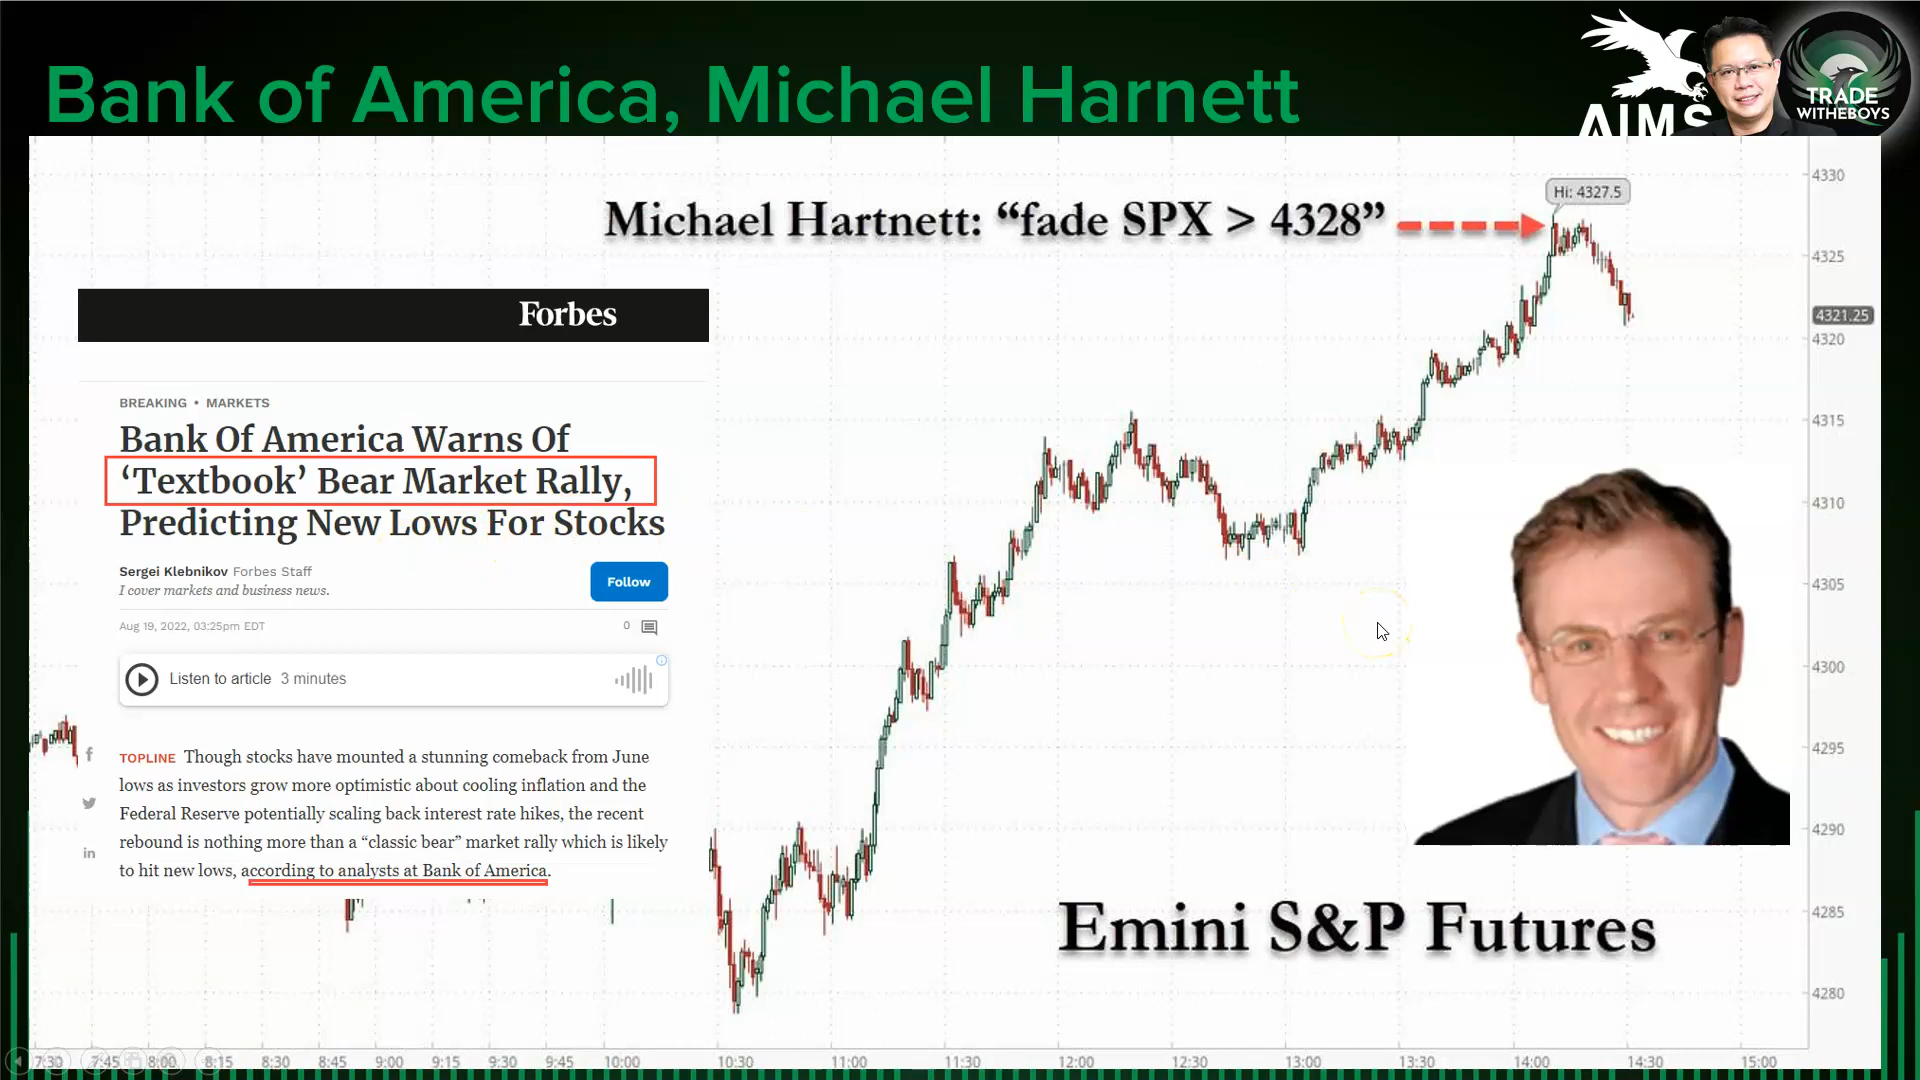 Bank of America, Michael Harnett
AIMS
TRADE
WITHEBOYS
Michael Hartnett: “fade SPX > 4328”
Hi: 4327.5
Forbes
BREAKING • MARKETS
Bank Of America Warns Of
‘Textbook’ Bear Market Rally,
Predicting New Lows For Stocks
Sergei Klebnikov Forbes Staff
I cover markets and business news.
Follow
Aug 19, 2022, 03:25pm EDT
0
Listen to article 3 minutes
TOPLINE Though stocks have mounted a stunning comeback from June
lows as investors grow more optimistic about cooling inflation and the
Federal Reserve potentially scaling back interest rate hikes, the recent
rebound is nothing more than a “classic bear” market rally which is likely
to hit new lows, according to analysts at Bank of America.
Emini S&P Futures
4330
4325
4321.25
4320
4315
4310
4305
4300
4295
4290
4285
4280
7:30 7:45 8:00 8:15 8:30 8:45 9:00 9:15 9:30 9:45 10:00 10:30 11:00 11:30 12:00 12:30 13:00 13:30 14:00 14:30 15:00